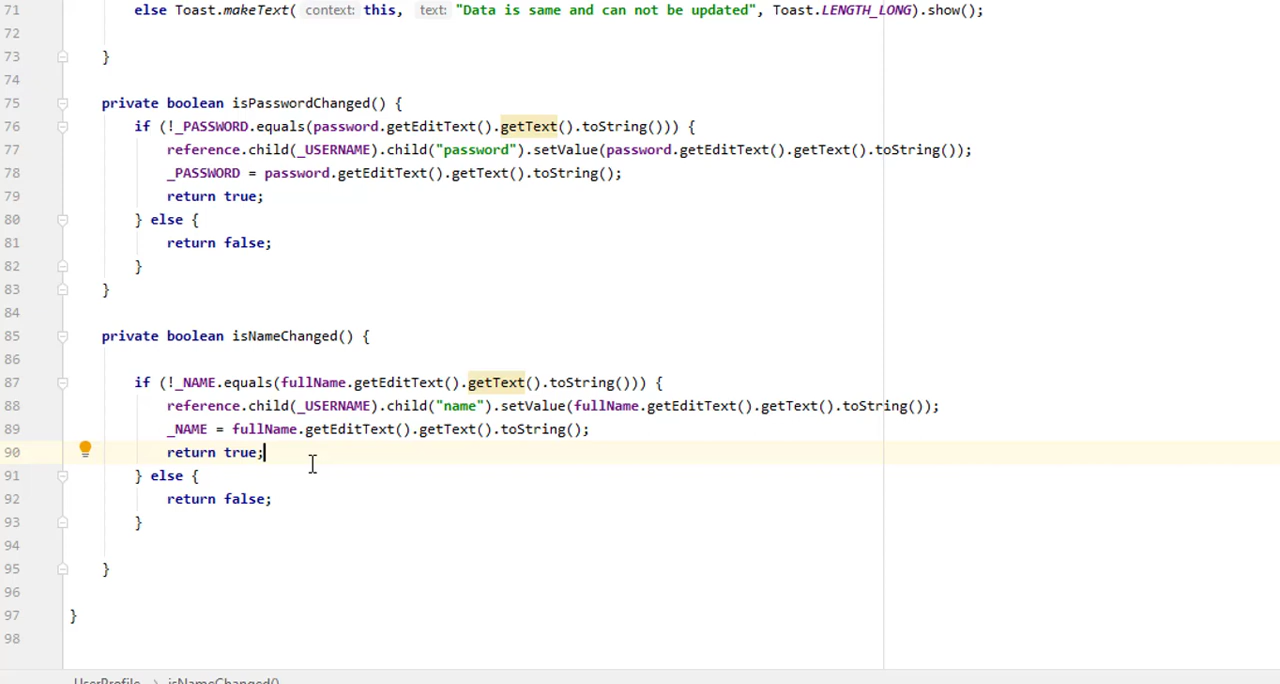 71 else Toast.makeText( context: this, text: "Data is same and can not be updated", Toast.LENGTH_LONG).show();
72
73 }
74
75 private boolean isPasswordChanged() {
76 if (!_PASSWORD.equals(password.getEditText().getText().toString())) {
77 reference.child(_USERNAME).child("password").setValue(password.getEditText().getText().toString());
78 _PASSWORD = password.getEditText().getText().toString();
79 return true;
80 } else {
81 return false;
82 }
83 }
84
85 private boolean isNameChanged() {
86
87 if (!_NAME.equals(fullName.getEditText().getText().toString())) {
88 reference.child(_USERNAME).child("name").setValue(fullName.getEditText().getText().toString());
89 _NAME = fullName.getEditText().getText().toString();
90 return true;
91 } else {
92 return false;
93 }
94
95 }
96
97 }
98
UserProfile > isNameChanged()